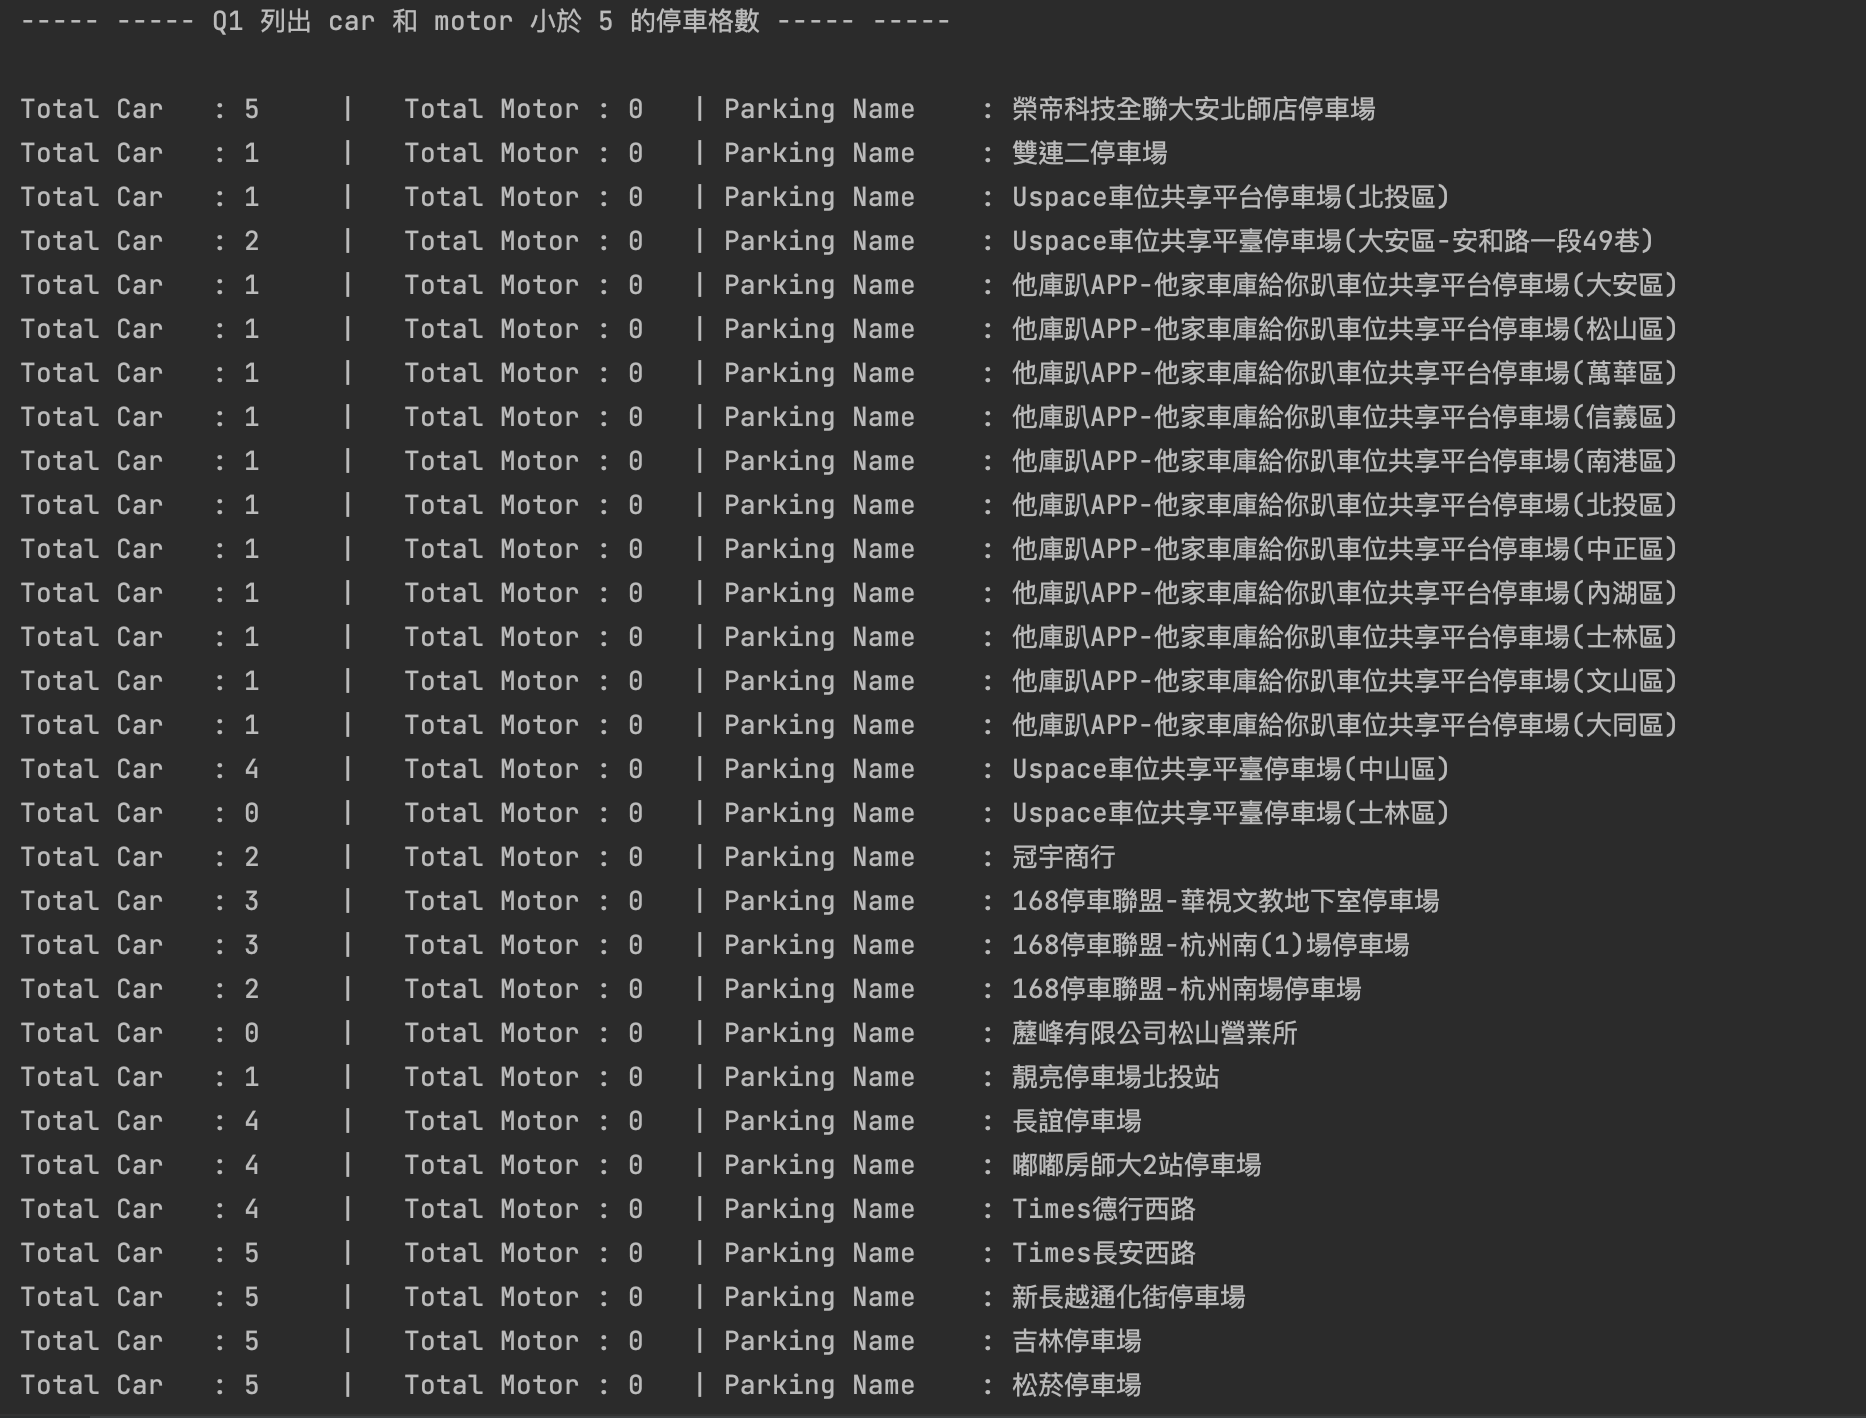 ----- ----- Q1 列出 car 和 motor 小於 5 的停車格數 ----- -----
Total Car : 5 | Total Motor : 0 | Parking Name : 榮帝科技全聯大安北師店停車場
Total Car : 1 | Total Motor : 0 | Parking Name : 雙連二停車場
Total Car : 1 | Total Motor : 0 | Parking Name : Uspace車位共享平台停車場(北投區)
Total Car : 2 | Total Motor : 0 | Parking Name : Uspace車位共享平臺停車場(大安區-安和路一段49巷)
Total Car : 1 | Total Motor : 0 | Parking Name : 他庫趴APP-他家車庫給你趴車位共享平台停車場(大安區)
Total Car : 1 | Total Motor : 0 | Parking Name : 他庫趴APP-他家車庫給你趴車位共享平台停車場(松山區)
Total Car : 1 | Total Motor : 0 | Parking Name : 他庫趴APP-他家車庫給你趴車位共享平台停車場(萬華區)
Total Car : 1 | Total Motor : 0 | Parking Name : 他庫趴APP-他家車庫給你趴車位共享平台停車場(信義區)
Total Car : 1 | Total Motor : 0 | Parking Name : 他庫趴APP-他家車庫給你趴車位共享平台停車場(南港區)
Total Car : 1 | Total Motor : 0 | Parking Name : 他庫趴APP-他家車庫給你趴車位共享平台停車場(北投區)
Total Car : 1 | Total Motor : 0 | Parking Name : 他庫趴APP-他家車庫給你趴車位共享平台停車場(中正區)
Total Car : 1 | Total Motor : 0 | Parking Name : 他庫趴APP-他家車庫給你趴車位共享平台停車場(內湖區)
Total Car : 1 | Total Motor : 0 | Parking Name : 他庫趴APP-他家車庫給你趴車位共享平台停車場(士林區)
Total Car : 1 | Total Motor : 0 | Parking Name : 他庫趴APP-他家車庫給你趴車位共享平台停車場(文山區)
Total Car : 1 | Total Motor : 0 | Parking Name : 他庫趴APP-他家車庫給你趴車位共享平台停車場(大同區)
Total Car : 4 | Total Motor : 0 | Parking Name : Uspace車位共享平臺停車場(中山區)
Total Car : 0 | Total Motor : 0 | Parking Name : Uspace車位共享平臺停車場(士林區)
Total Car : 2 | Total Motor : 0 | Parking Name : 冠宇商行
Total Car : 3 | Total Motor : 0 | Parking Name : 168停車聯盟-華視文教地下室停車場
Total Car : 3 | Total Motor : 0 | Parking Name : 168停車聯盟-杭州南(1)場停車場
Total Car : 2 | Total Motor : 0 | Parking Name : 168停車聯盟-杭州南場停車場
Total Car : 0 | Total Motor : 0 | Parking Name : 蘲峰有限公司松山營業所
Total Car : 1 | Total Motor : 0 | Parking Name : 靚亮停車場北投站
Total Car : 4 | Total Motor : 0 | Parking Name : 長誼停車場
Total Car : 4 | Total Motor : 0 | Parking Name : 嘟嘟房師大2站停車場
Total Car : 4 | Total Motor : 0 | Parking Name : Times德行西路
Total Car : 5 | Total Motor : 0 | Parking Name : Times長安西路
Total Car : 5 | Total Motor : 0 | Parking Name : 新長越通化街停車場
Total Car : 5 | Total Motor : 0 | Parking Name : 吉林停車場
Total Car : 5 | Total Motor : 0 | Parking Name : 松菸停車場